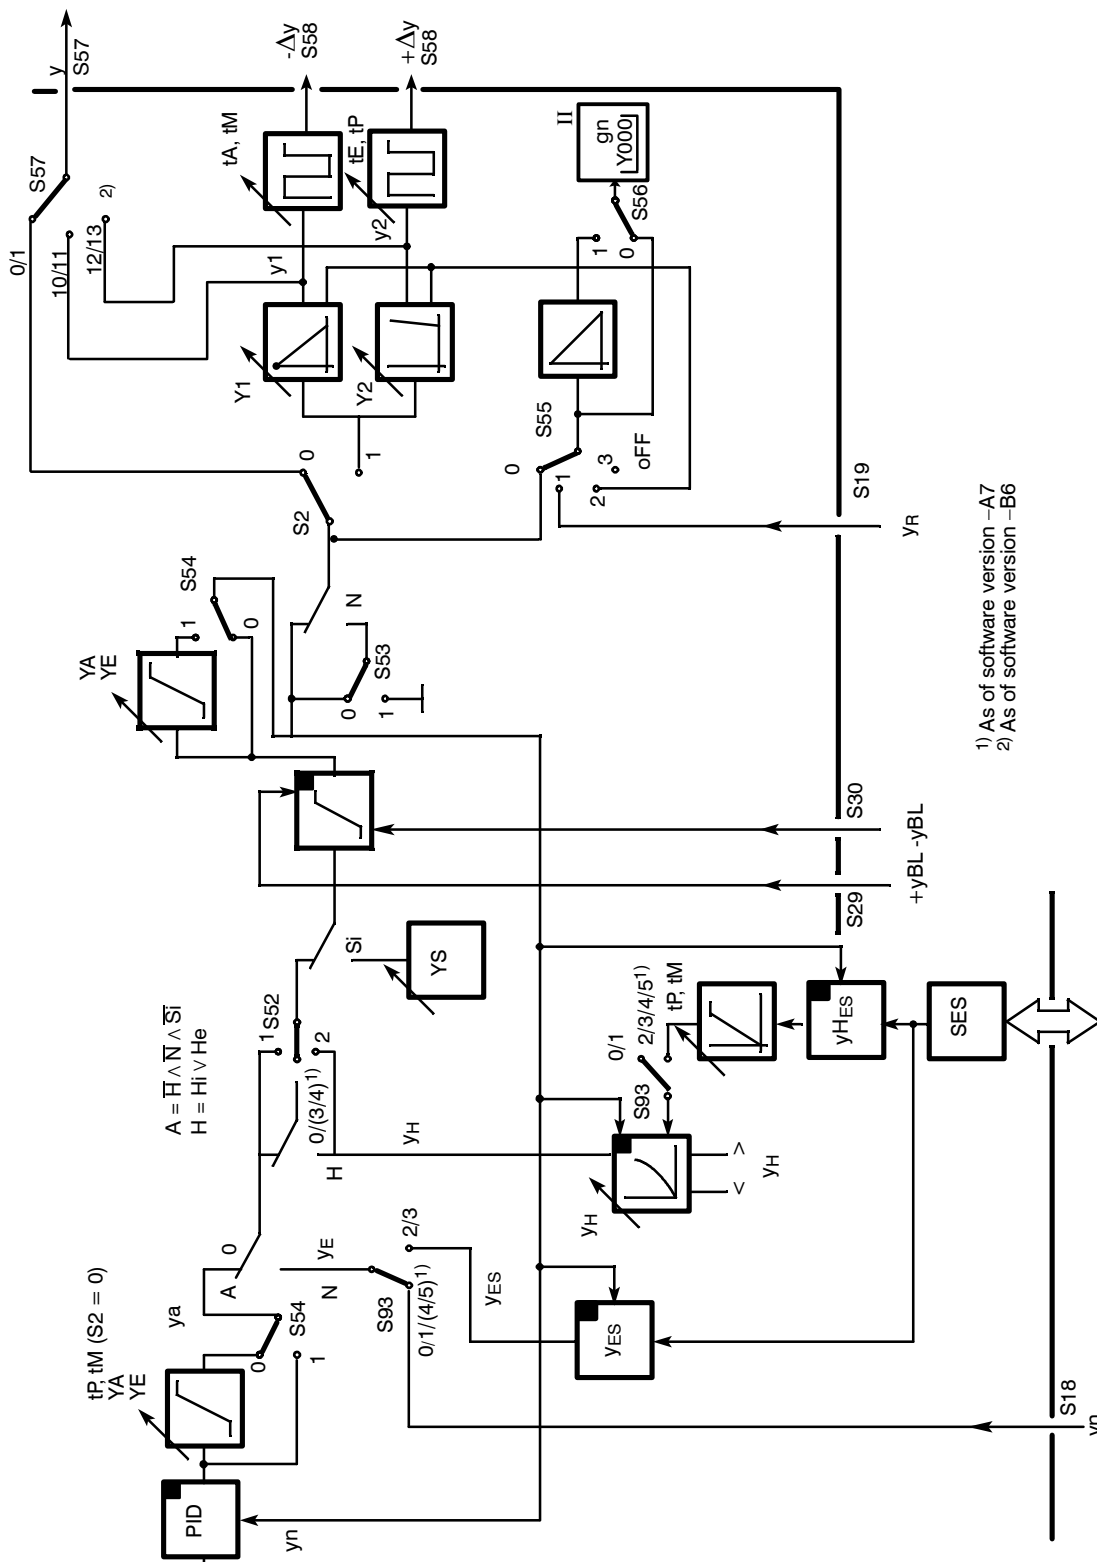 PID
yn
tP, tM (S2 = 0)
YA
YE
0
1
S54
ya
A
0
N
yE
S93
0/1/(4/5)1)
2/3
yES
yES
S18
yn
A = H ∧ N ∧ Si
H = Hi ∨ He
H
0/(3/4)1)
1
S52
2
yH
yH
<
>
yH
S93
0/1
2/3/4/51)
tP, tM
yHES
SES
Si
YS
S29
+yBL -yBL
S30
YA
YE
1
0
S54
0
1
S53
N
S2
0
1
yR
S19
0
1
2
3
oFF
S55
1
0
S56
II
gn
Y000
Y1
Y2
y1
y2
tA, tM
tE, tP
-Δy
S58
+Δy
S58
0/1
10/11
12/13
2)
S57
y
S57
1) As of software version –A7
2) As of software version –B6